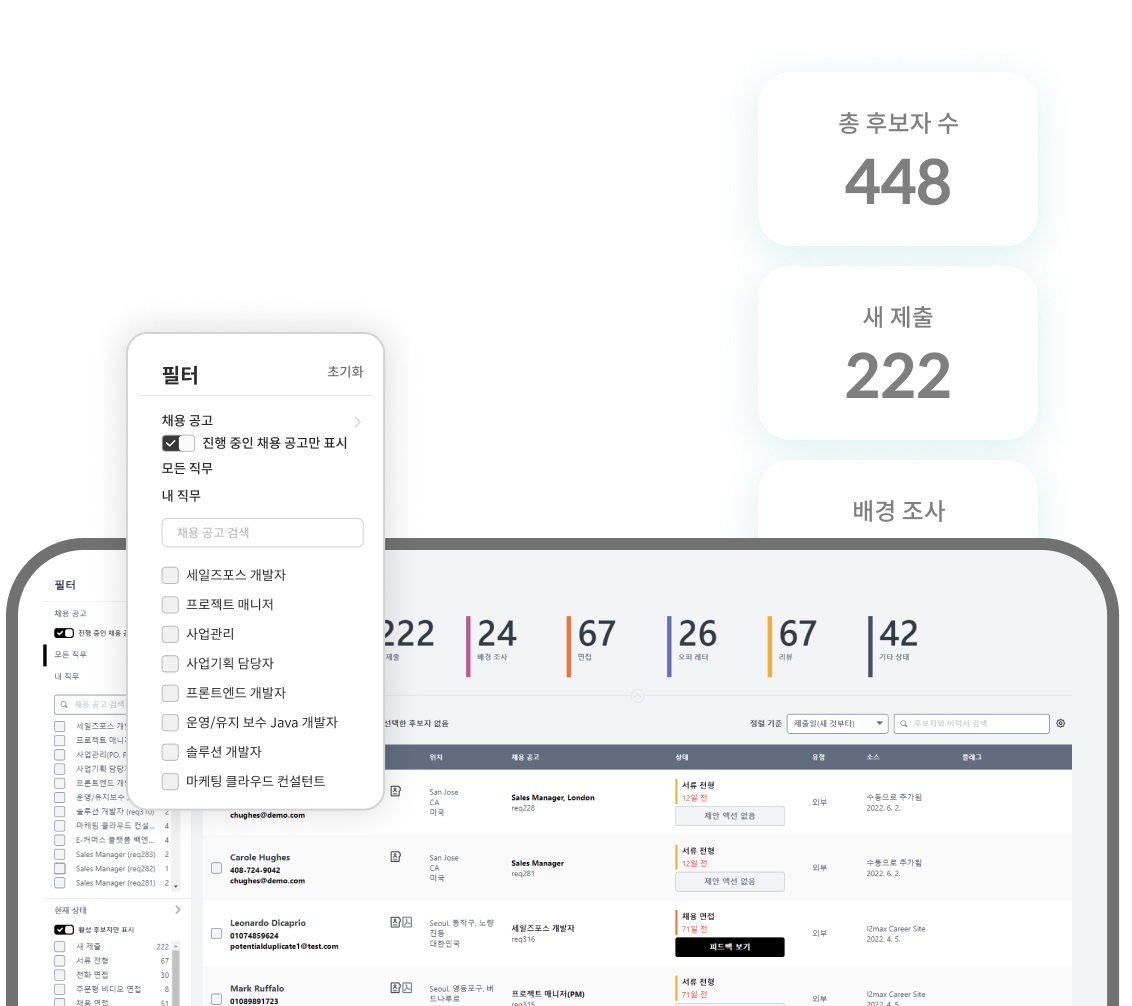 총 후보자 수
448
새 제출
222
배경 조사
필터
초기화
채용 공고
진행 중인 채용 공고만 표시
모든 직무
내 직무
채용 공고 검색
세일즈포스 개발자
프로젝트 매니저
사업관리
사업기획 담당자
프론트엔드 개발자
운영/유지 보수 Java 개발자
솔루션 개발자
마케팅 클라우드 컨설턴트
필터
채용 공고
진행 중인 채용
모든 직무
내 직무
채용 공고 검색
세일즈포스
프로젝트 매니
사업관리(PO,
사업기획 담당
프론트엔드
운영/유지보수
솔루션 개발자 (req310) 2
마케팅 클라우드 컨설... 4
E-커머스 플랫폼 백엔... 4
Sales Manager (req283) 2
Sales Manager (req282) 1
Sales Manager (req281) 2
현재 상태
활성 후보자만 표시
새 제출 222
서류 전형 67
전화 면접 30
주문형 비디오 면접 8
채용 면접 51
222 24 67 26 67 42
제출 배경 조사 면접 오퍼 레터 리뷰 기타 상태
선택한 후보자 없음
정렬 기준 제출일(새 것부터) 후보자와 이력서 검색
위치 채용 공고 상태 유형 소스 플래그
chughes@demo.com
San Jose
CA
미국
Sales Manager, London
req228
서류 전형
12일 전
제안 액션 없음
외부
수동으로 추가됨
2022. 6. 2.
Carole Hughes
408-724-9042
chughes@demo.com
San Jose
CA
미국
Sales Manager
req281
서류 전형
12일 전
제안 액션 없음
외부
수동으로 추가됨
2022. 6. 2.
Leonardo Dicaprio
01074859624
potentialduplicate1@test.com
Seoul, 동작구, 노량
진동
대한민국
세일즈포스 개발자
req316
채용 면접
71일 전
피드백 보기
외부
I2max Career Site
2022. 4. 5.
Mark Ruffalo
01089891723
Seoul, 영등포구, 버
드나루로
프로젝트 매니저(PM)
req315
서류 전형
71일 전
외부
I2max Career Site
2022. 4. 5.